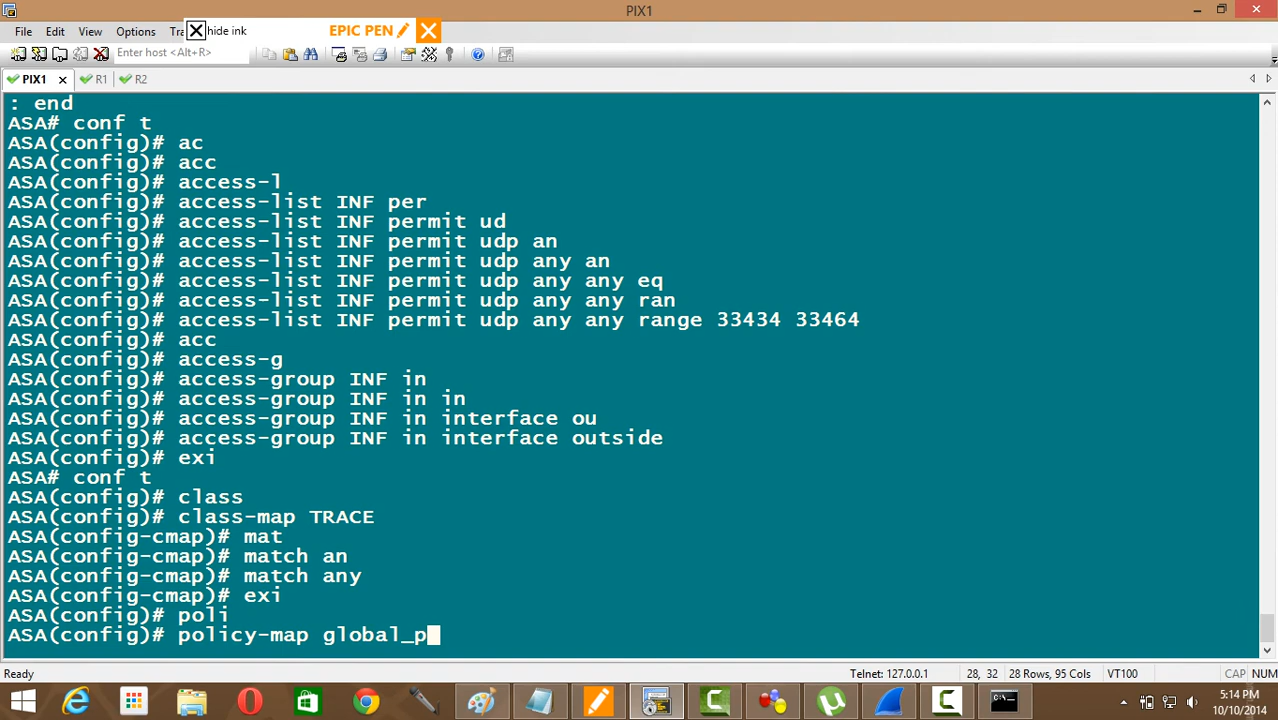 PIX1
File Edit View Options Tra hide ink EPIC PEN
Enter host <Alt+R>
PIX1 R1 R2
: end
ASA# conf t
ASA(config)# ac
ASA(config)# acc
ASA(config)# access-l
ASA(config)# access-list INF per
ASA(config)# access-list INF permit ud
ASA(config)# access-list INF permit udp an
ASA(config)# access-list INF permit udp any an
ASA(config)# access-list INF permit udp any any eq
ASA(config)# access-list INF permit udp any any ran
ASA(config)# access-list INF permit udp any any range 33434 33464
ASA(config)# acc
ASA(config)# access-g
ASA(config)# access-group INF in
ASA(config)# access-group INF in in
ASA(config)# access-group INF in interface ou
ASA(config)# access-group INF in interface outside
ASA(config)# exi
ASA# conf t
ASA(config)# class
ASA(config)# class-map TRACE
ASA(config-cmap)# mat
ASA(config-cmap)# match an
ASA(config-cmap)# match any
ASA(config-cmap)# exi
ASA(config)# poli
ASA(config)# policy-map global_p
Ready Telnet: 127.0.0.1 28, 32 28 Rows, 95 Cols VT100 CAP NUM
5:14 PM
10/10/2014